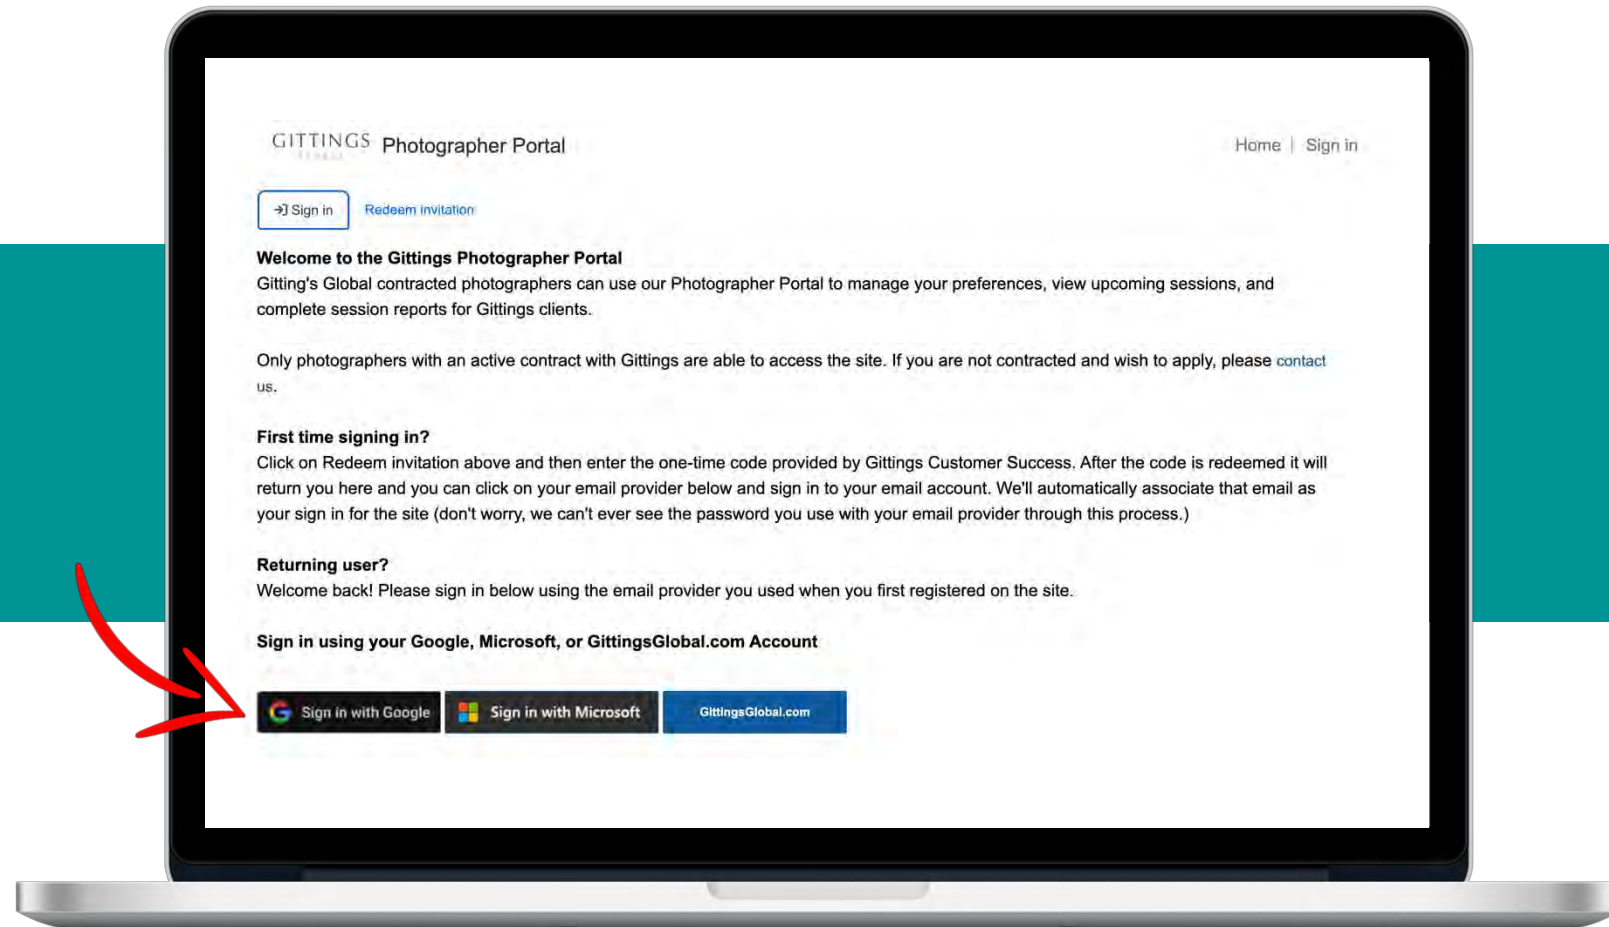 GITTINGS Photographer Portal
Home | Sign in
Sign in Redeem invitation
Welcome to the Gittings Photographer Portal
Gitting's Global contracted photographers can use our Photographer Portal to manage your preferences, view upcoming sessions, and
complete session reports for Gittings clients.
Only photographers with an active contract with Gittings are able to access the site. If you are not contracted and wish to apply, please contact
us.
First time signing in?
Click on Redeem invitation above and then enter the one-time code provided by Gittings Customer Success. After the code is redeemed it will
return you here and you can click on your email provider below and sign in to your email account. We'll automatically associate that email as
your sign in for the site (don't worry, we can't ever see the password you use with your email provider through this process.)
Returning user?
Welcome back! Please sign in below using the email provider you used when you first registered on the site.
Sign in using your Google, Microsoft, or GittingsGlobal.com Account
Sign in with Google Sign in with Microsoft GittingsGlobal.com